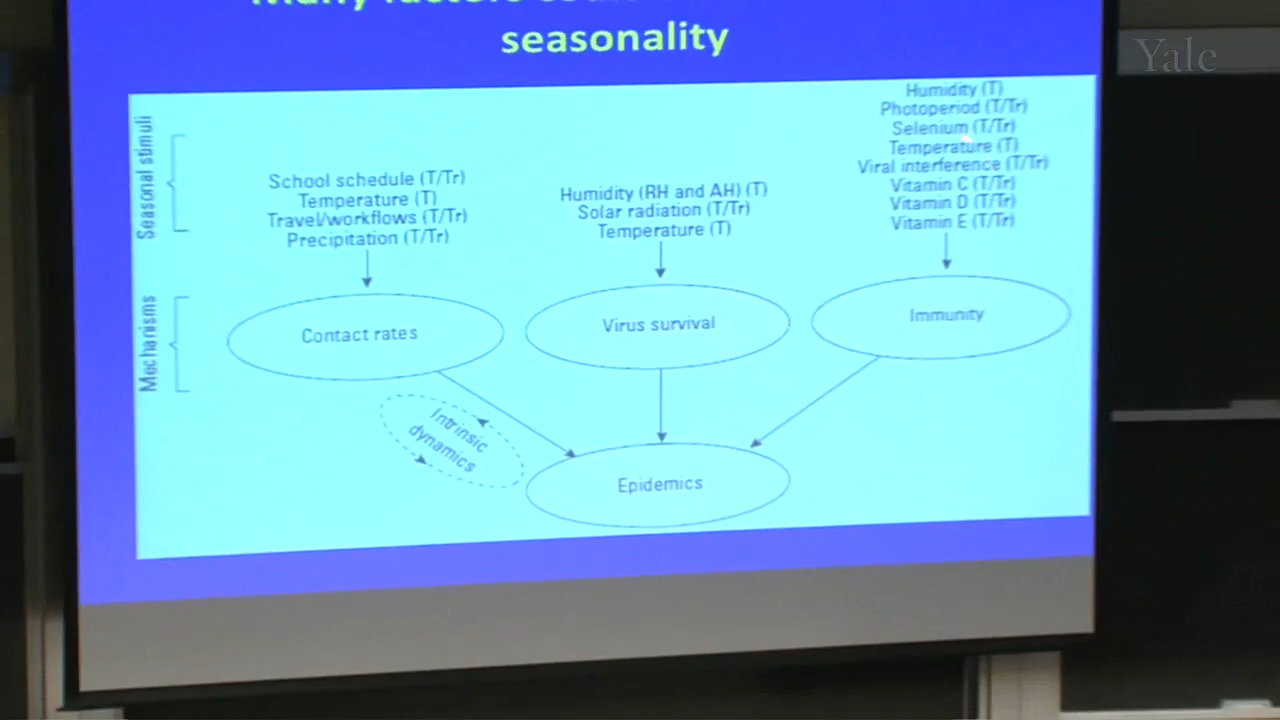 seasonality
Yale
Seasonal stimuli
School schedule (T/Tr)
Temperature (T)
Travel/workflows (T/Tr)
Precipitation (T/Tr)
Humidity (RH and AH) (T)
Solar radiation (T/Tr)
Temperature (T)
Humidity (T)
Photoperiod (T/Tr)
Selenium (T/Tr)
Temperature (T)
Viral interference (T/Tr)
Vitamin C (T/Tr)
Vitamin D (T/Tr)
Vitamin E (T/Tr)
Mechanisms
Contact rates
Virus survival
Immunity
Intrinsic
dynamics
Epidemics